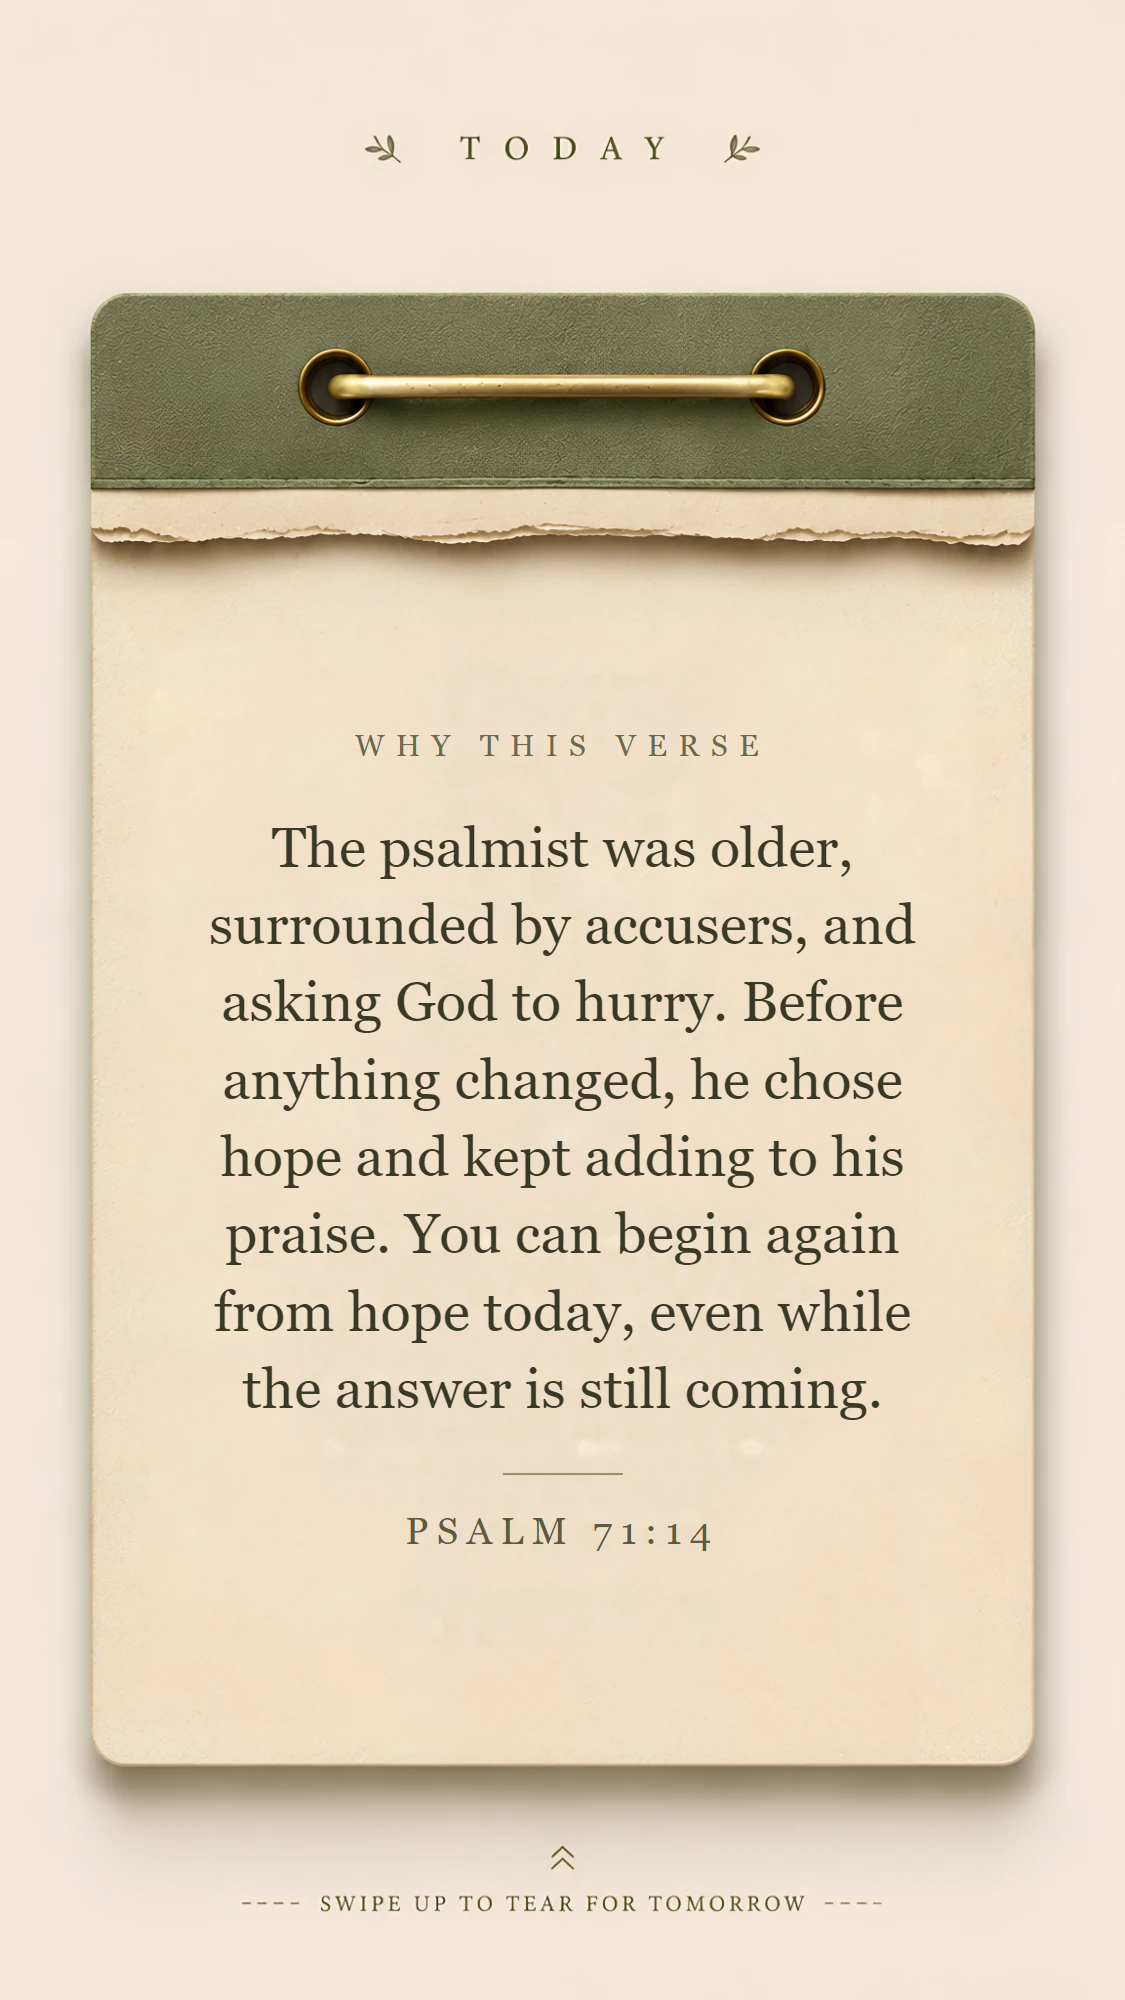 TODAY
WHY THIS VERSE
The psalmist was older,
surrounded by accusers, and
asking God to hurry. Before
anything changed, he chose
hope and kept adding to his
praise. You can begin again
from hope today, even while
the answer is still coming.
PSALM 71:14
SWIPE UP TO TEAR FOR TOMORROW